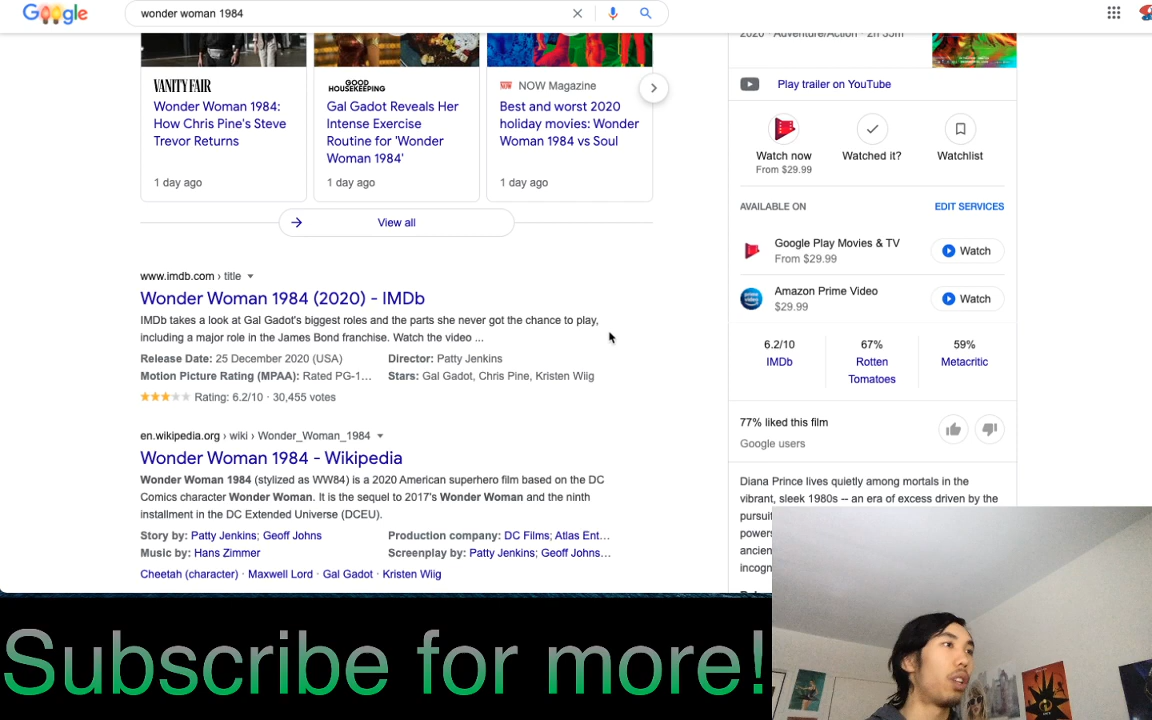 Google
wonder woman 1984
VANITY FAIR
Wonder Woman 1984:
How Chris Pine's Steve
Trevor Returns
1 day ago
GOOD
HOUSEKEEPING
Gal Gadot Reveals Her
Intense Exercise
Routine for 'Wonder
Woman 1984'
1 day ago
NOW
NOW Magazine
Best and worst 2020
holiday movies: Wonder
Woman 1984 vs Soul
1 day ago
View all
www.imdb.com › title
Wonder Woman 1984 (2020) - IMDb
IMDb takes a look at Gal Gadot's biggest roles and the parts she never got the chance to play,
including a major role in the James Bond franchise. Watch the video ...
Release Date: 25 December 2020 (USA)
Director: Patty Jenkins
Motion Picture Rating (MPAA): Rated PG-1...
Stars: Gal Gadot, Chris Pine, Kristen Wiig
Rating: 6.2/10 · 30,455 votes
en.wikipedia.org › wiki › Wonder_Woman_1984
Wonder Woman 1984 - Wikipedia
Wonder Woman 1984 (stylized as WW84) is a 2020 American superhero film based on the DC
Comics character Wonder Woman. It is the sequel to 2017's Wonder Woman and the ninth
installment in the DC Extended Universe (DCEU).
Story by: Patty Jenkins; Geoff Johns
Production company: DC Films; Atlas Ent...
Music by: Hans Zimmer
Screenplay by: Patty Jenkins; Geoff Johns...
Cheetah (character) · Maxwell Lord · Gal Gadot · Kristen Wiig
2020 · Adventure/Action · 2h 35m
Play trailer on YouTube
Watch now
From $29.99
Watched it?
Watchlist
AVAILABLE ON
EDIT SERVICES
Google Play Movies & TV
From $29.99
Watch
prime video
Amazon Prime Video
$29.99
Watch
6.2/10
IMDb
67%
Rotten
Tomatoes
59%
Metacritic
77% liked this film
Google users
Diana Prince lives quietly among mortals in the
vibrant, sleek 1980s -- an era of excess driven by the
Subscribe for more!